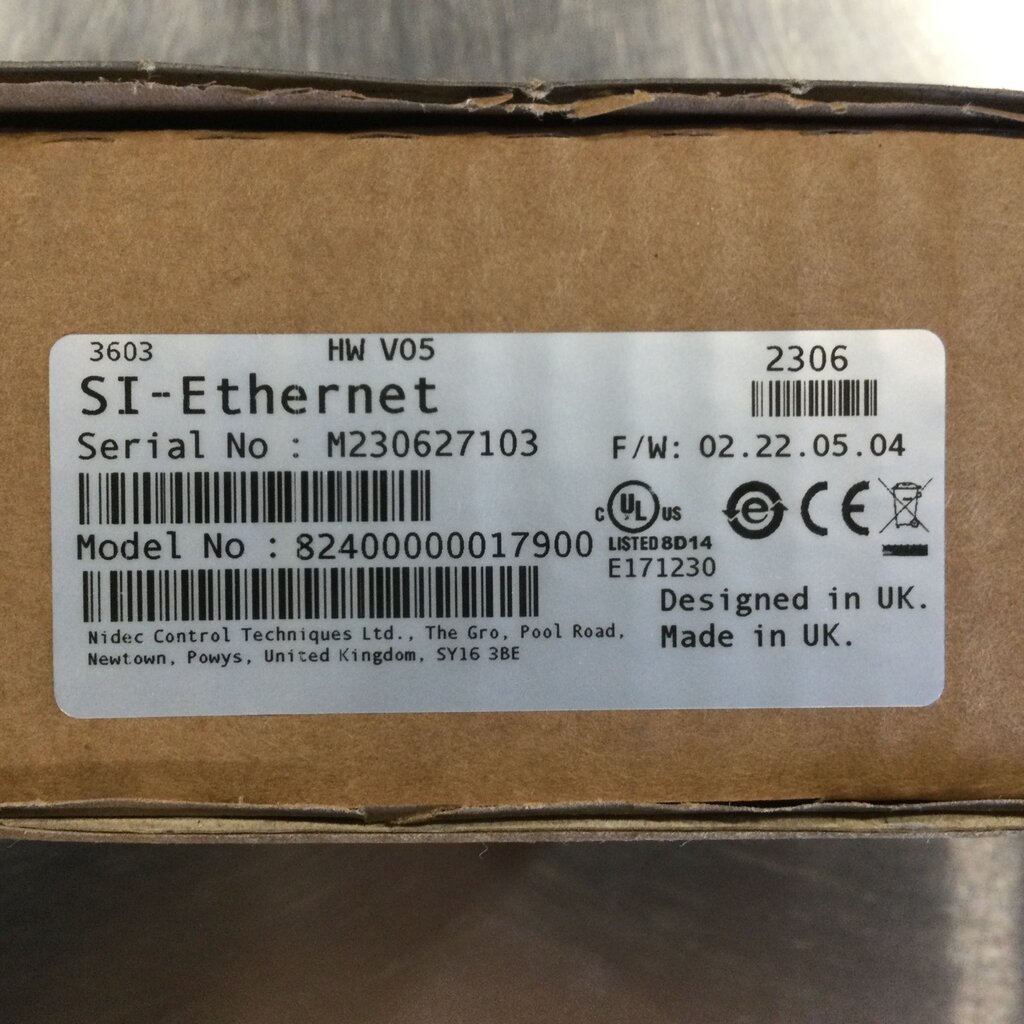 3603 HW V05 2306
SI-Ethernet
Serial No : M230627103 F/W: 02.22.05.04
c UL US e CE
LISTED 8D14
Model No : 82400000017900
E171230
Designed in UK.
Made in UK.
Nidec Control Techniques Ltd., The Gro, Pool Road,
Newtown, Powys, United Kingdom, SY16 3BE